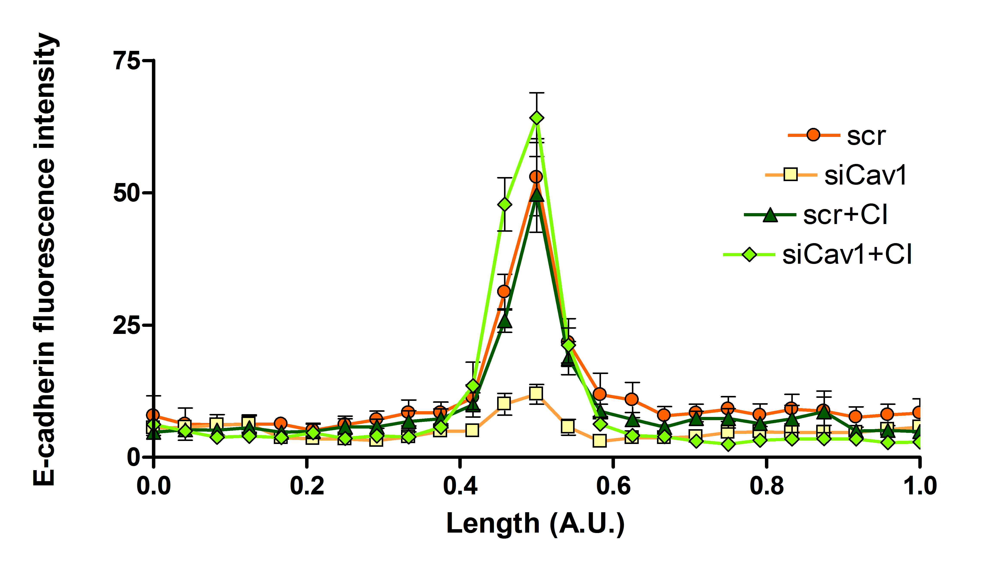 E-cadherin fluorescence intensity
75
50
25
0
0.0 0.2 0.4 0.6 0.8 1.0
Length (A.U.)
scr
siCav1
scr+CI
siCav1+CI